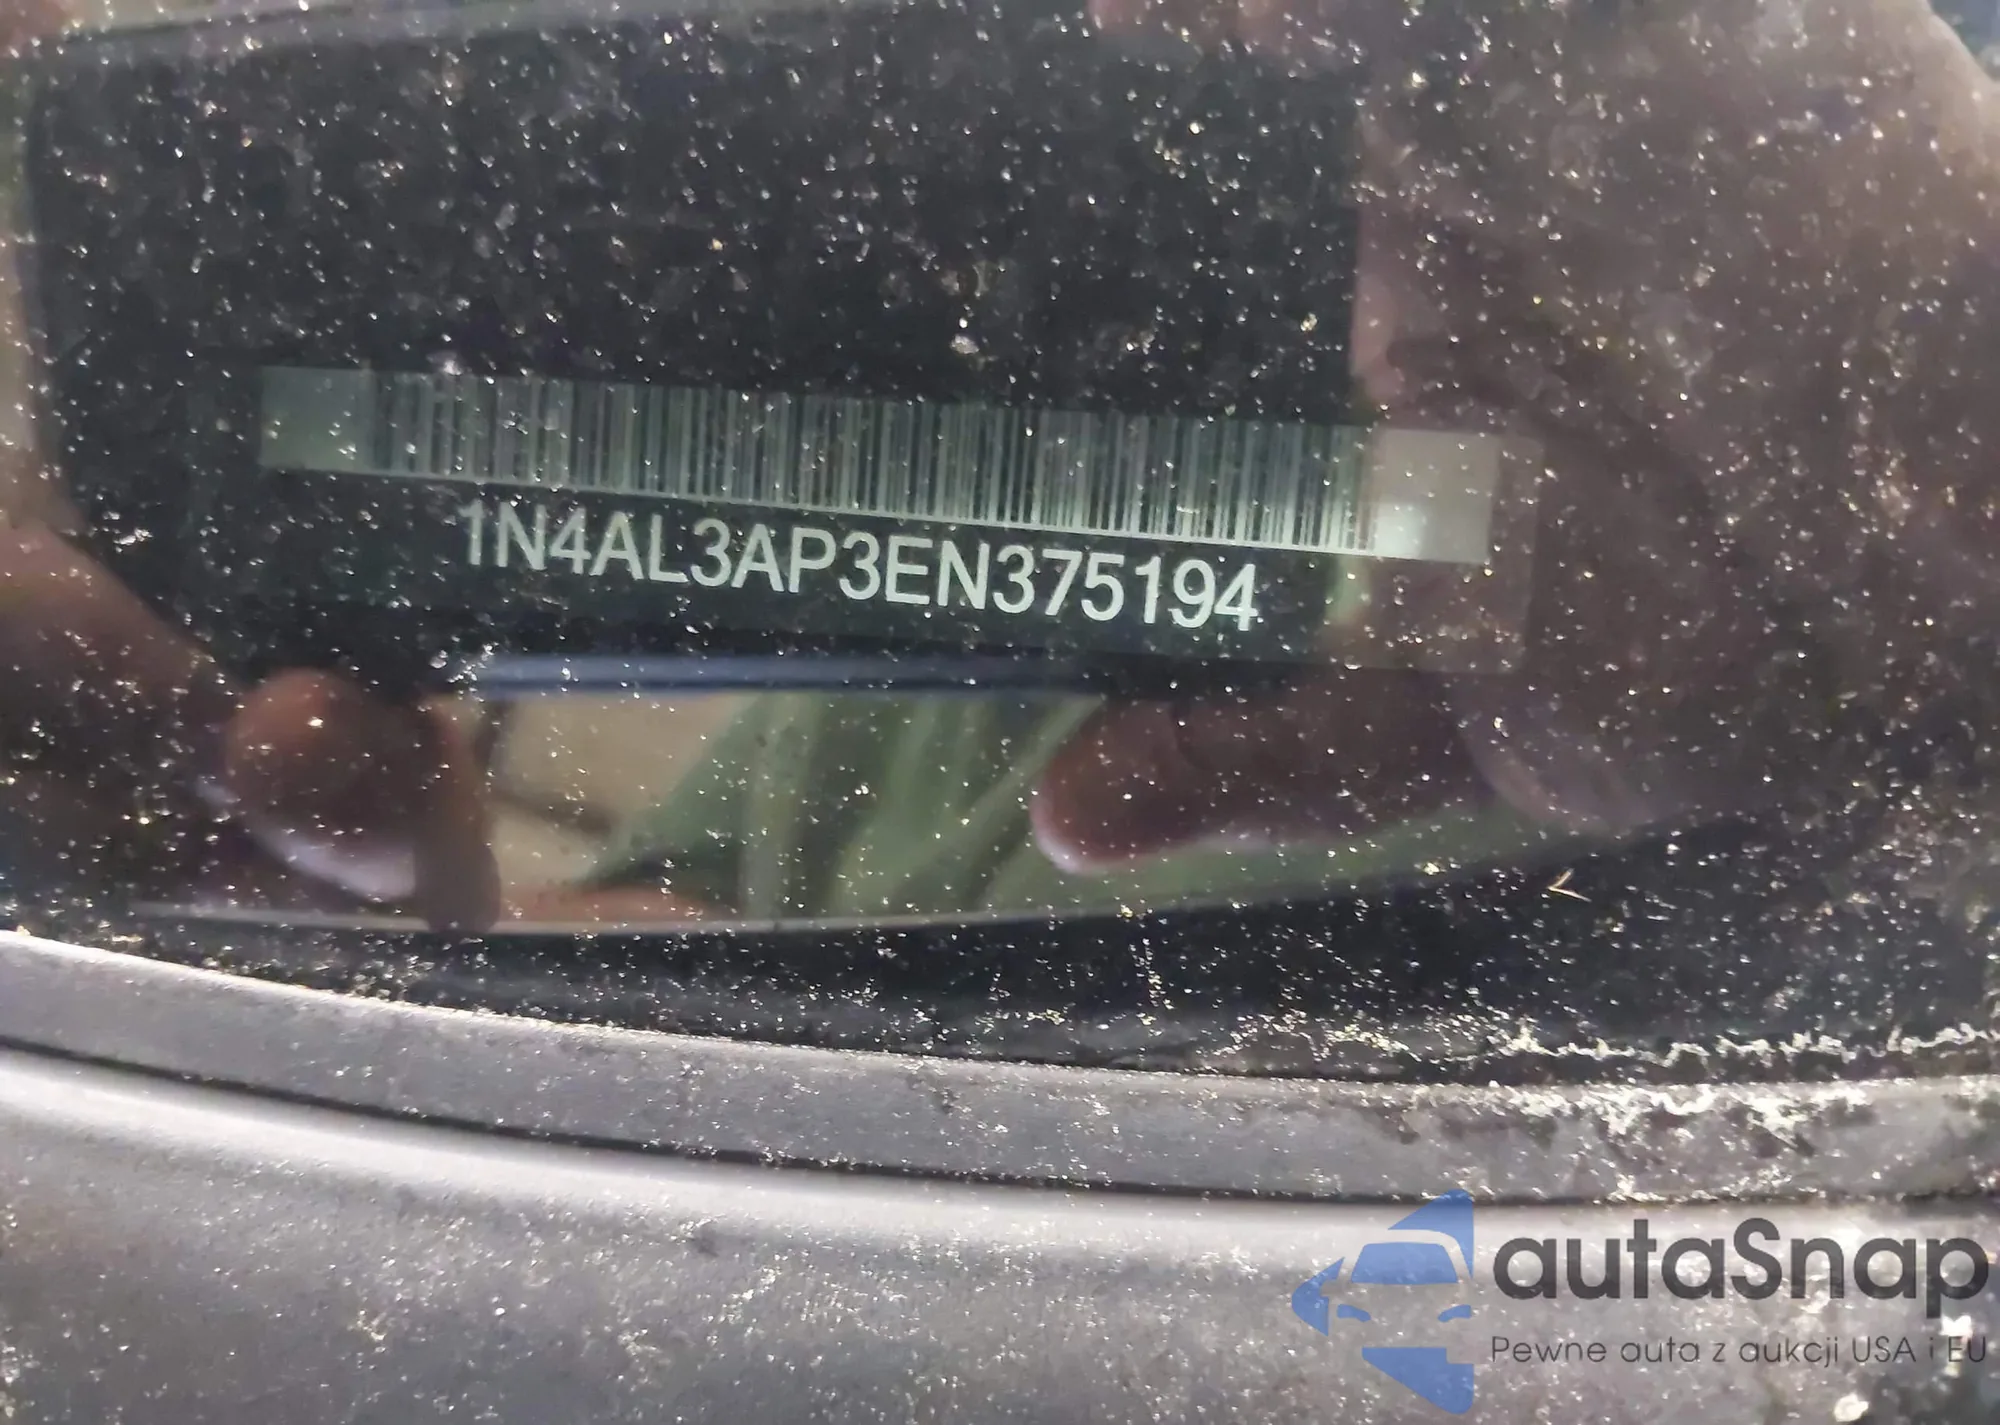 1N4AL3AP3EN375194
autaSnap
Pewne auta z aukcji USA i EU